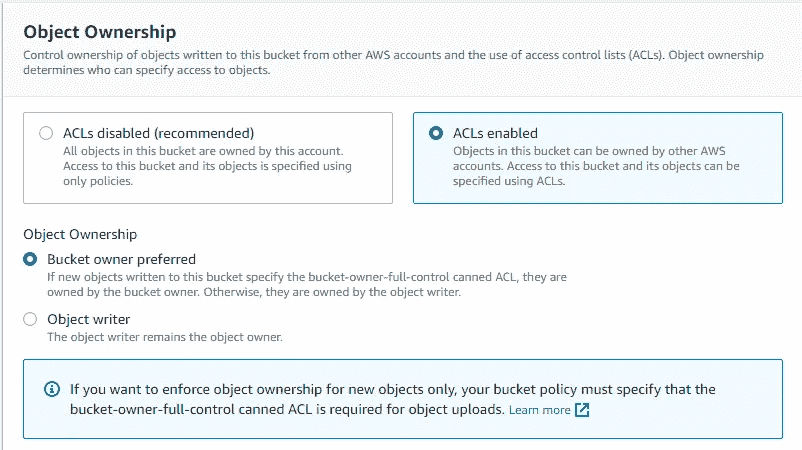 Object Ownership
Control ownership of objects written to this bucket from other AWS accounts and the use of access control lists (ACLs). Object ownership
determines who can specify access to objects.
ACLs disabled (recommended)
All objects in this bucket are owned by this account.
Access to this bucket and its objects is specified using
only policies.
ACLs enabled
Objects in this bucket can be owned by other AWS
accounts. Access to this bucket and its objects can be
specified using ACLs.
Object Ownership
Bucket owner preferred
If new objects written to this bucket specify the bucket-owner-full-control canned ACL, they are
owned by the bucket owner. Otherwise, they are owned by the object writer.
Object writer
The object writer remains the object owner.
If you want to enforce object ownership for new objects only, your bucket policy must specify that the
bucket-owner-full-control canned ACL is required for object uploads. Learn more